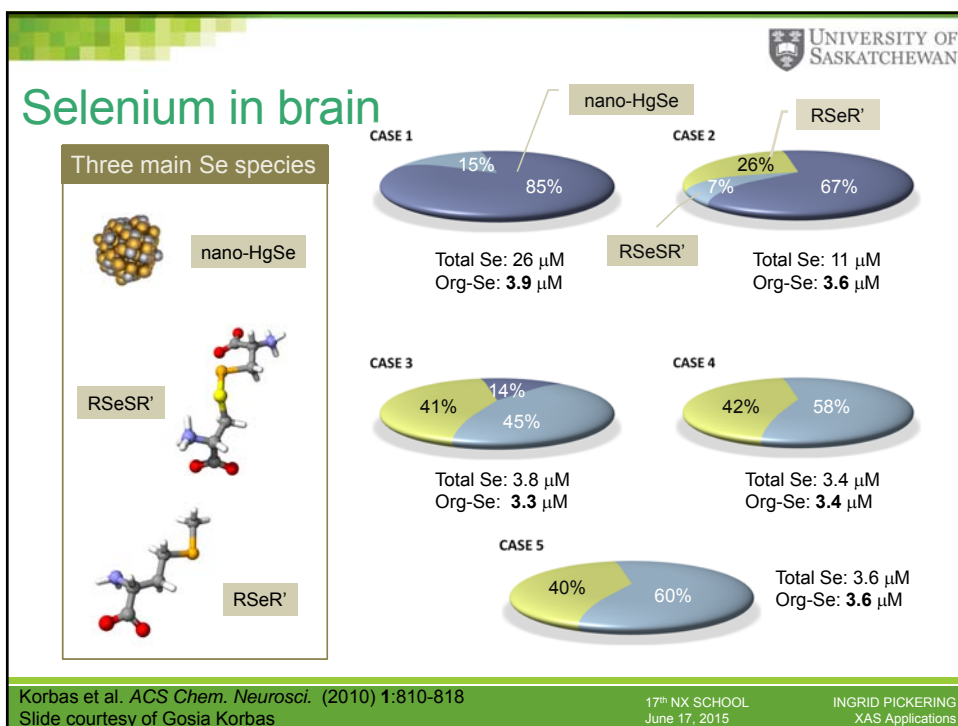 UNIVERSITY OF
SASKATCHEWAN
Selenium in brain
Three main Se species
nano-HgSe
RSeSR'
RSeR'
nano-HgSe
RSeR'
RSeSR'
CASE 1
15%
85%
Total Se: 26 μM
Org-Se: 3.9 μM
CASE 2
26%
7%
67%
Total Se: 11 μM
Org-Se: 3.6 μM
CASE 3
14%
41%
45%
Total Se: 3.8 μM
Org-Se: 3.3 μM
CASE 4
42%
58%
Total Se: 3.4 μM
Org-Se: 3.4 μM
CASE 5
40%
60%
Total Se: 3.6 μM
Org-Se: 3.6 μM
Korbas et al. ACS Chem. Neurosci. (2010) 1:810-818
Slide courtesy of Gosia Korbas
17th NX SCHOOL
June 17, 2015
INGRID PICKERING
XAS Applications